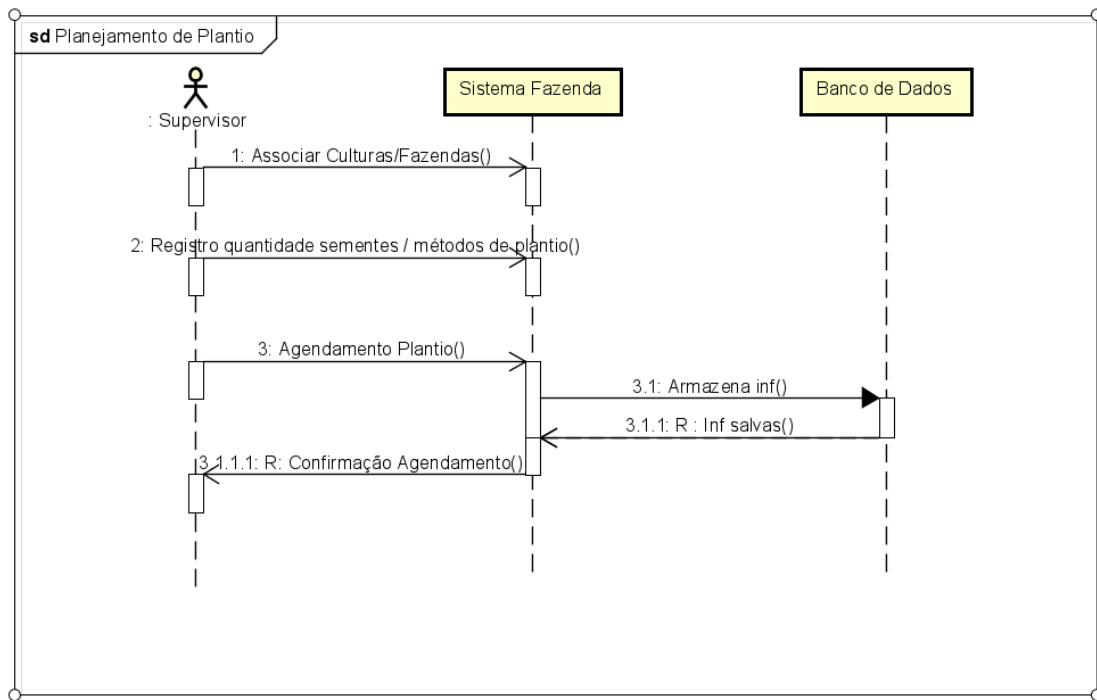 sd Planejamento de Plantio
: Supervisor
Sistema Fazenda
Banco de Dados
1: Associar Culturas/Fazendas()
2: Registro quantidade sementes / métodos de plantio()
3: Agendamento Plantio()
3.1: Armazena inf()
3.1.1: R : Inf salvas()
3.1.1.1: R: Confirmação Agendamento()